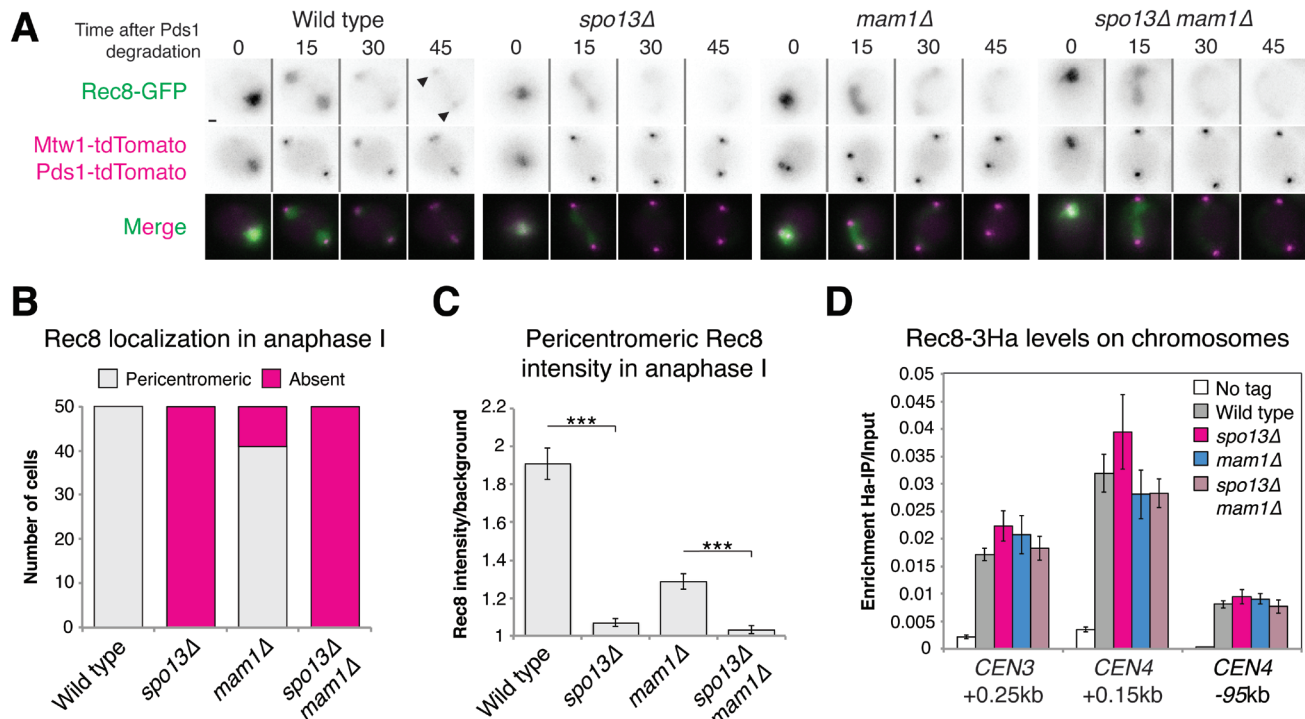 A
Time after Pds1
degradation
Wild type
spo13Δ
mam1Δ
spo13Δ mam1Δ
0 15 30 45 0 15 30 45 0 15 30 45 0 15 30 45
Rec8-GFP
Mtw1-tdTomato
Pds1-tdTomato
Merge
B
Rec8 localization in anaphase I
Pericentromeric Absent
Number of cells
50
40
30
20
10
0
Wild type
spo13Δ
mam1Δ
spo13Δ
mam1Δ
C
Pericentromeric Rec8
intensity in anaphase I
Rec8 intensity/background
2.2
2
1.8
1.6
1.4
1.2
1
***
***
Wild type
spo13Δ
mam1Δ
spo13Δ
mam1Δ
D
Rec8-3Ha levels on chromosomes
Enrichment Ha-IP/Input
0.05
0.045
0.04
0.035
0.03
0.025
0.02
0.015
0.01
0.005
0
No tag
Wild type
spo13Δ
mam1Δ
spo13Δ
mam1Δ
CEN3
+0.25kb
CEN4
+0.15kb
CEN4
-95kb